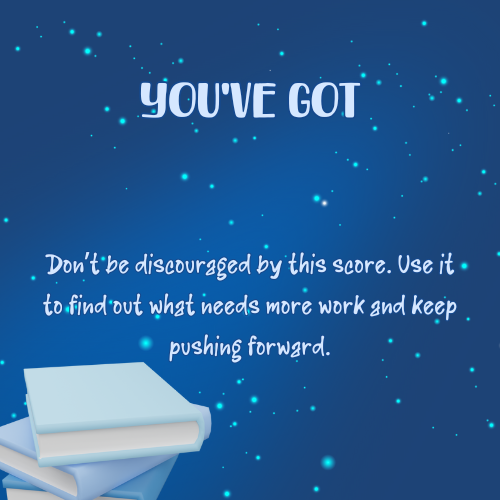 YOU'VE GOT
Don't be discouraged by this score. Use it
to find out what needs more work and keep
pushing forward.